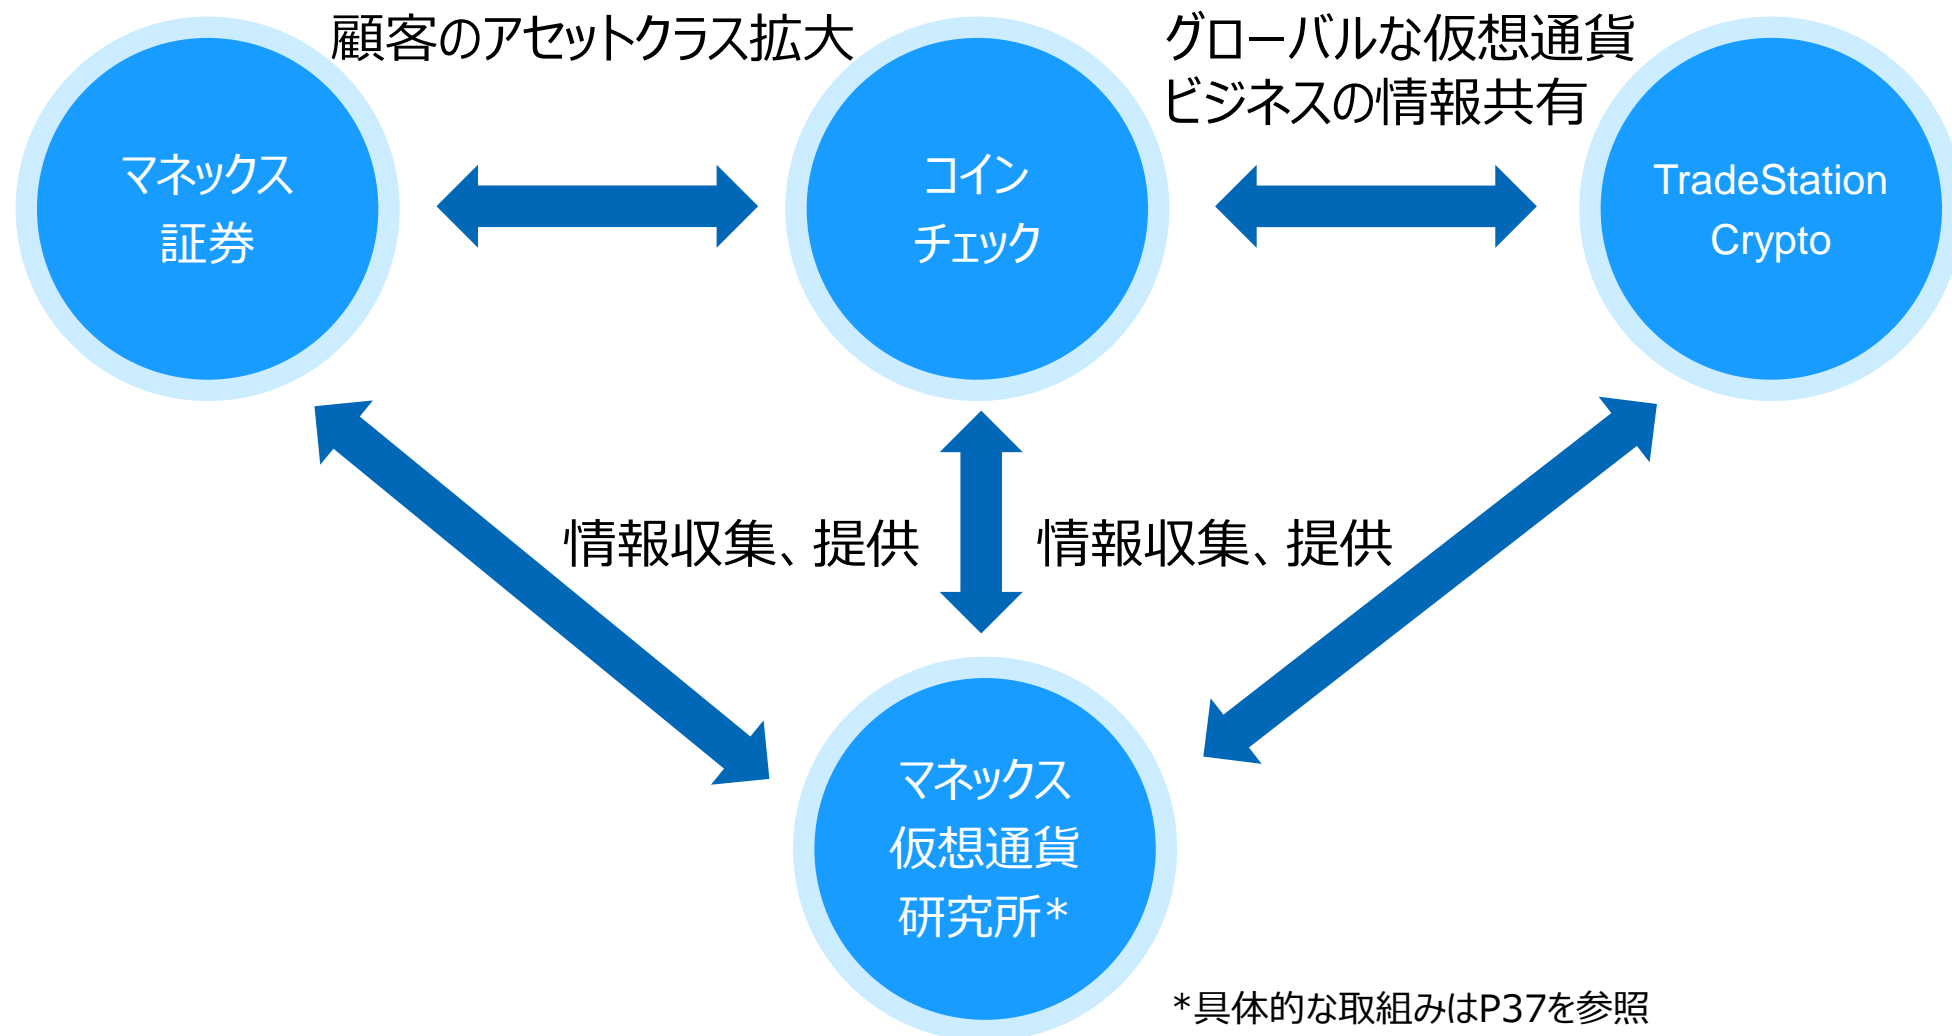 顧客のアセットクラス拡大
グローバルな仮想通貨
ビジネスの情報共有
マネックス
証券
コイン
チェック
TradeStation
Crypto
情報収集、提供
情報収集、提供
マネックス
仮想通貨
研究所*
*具体的な取組みはP37を参照